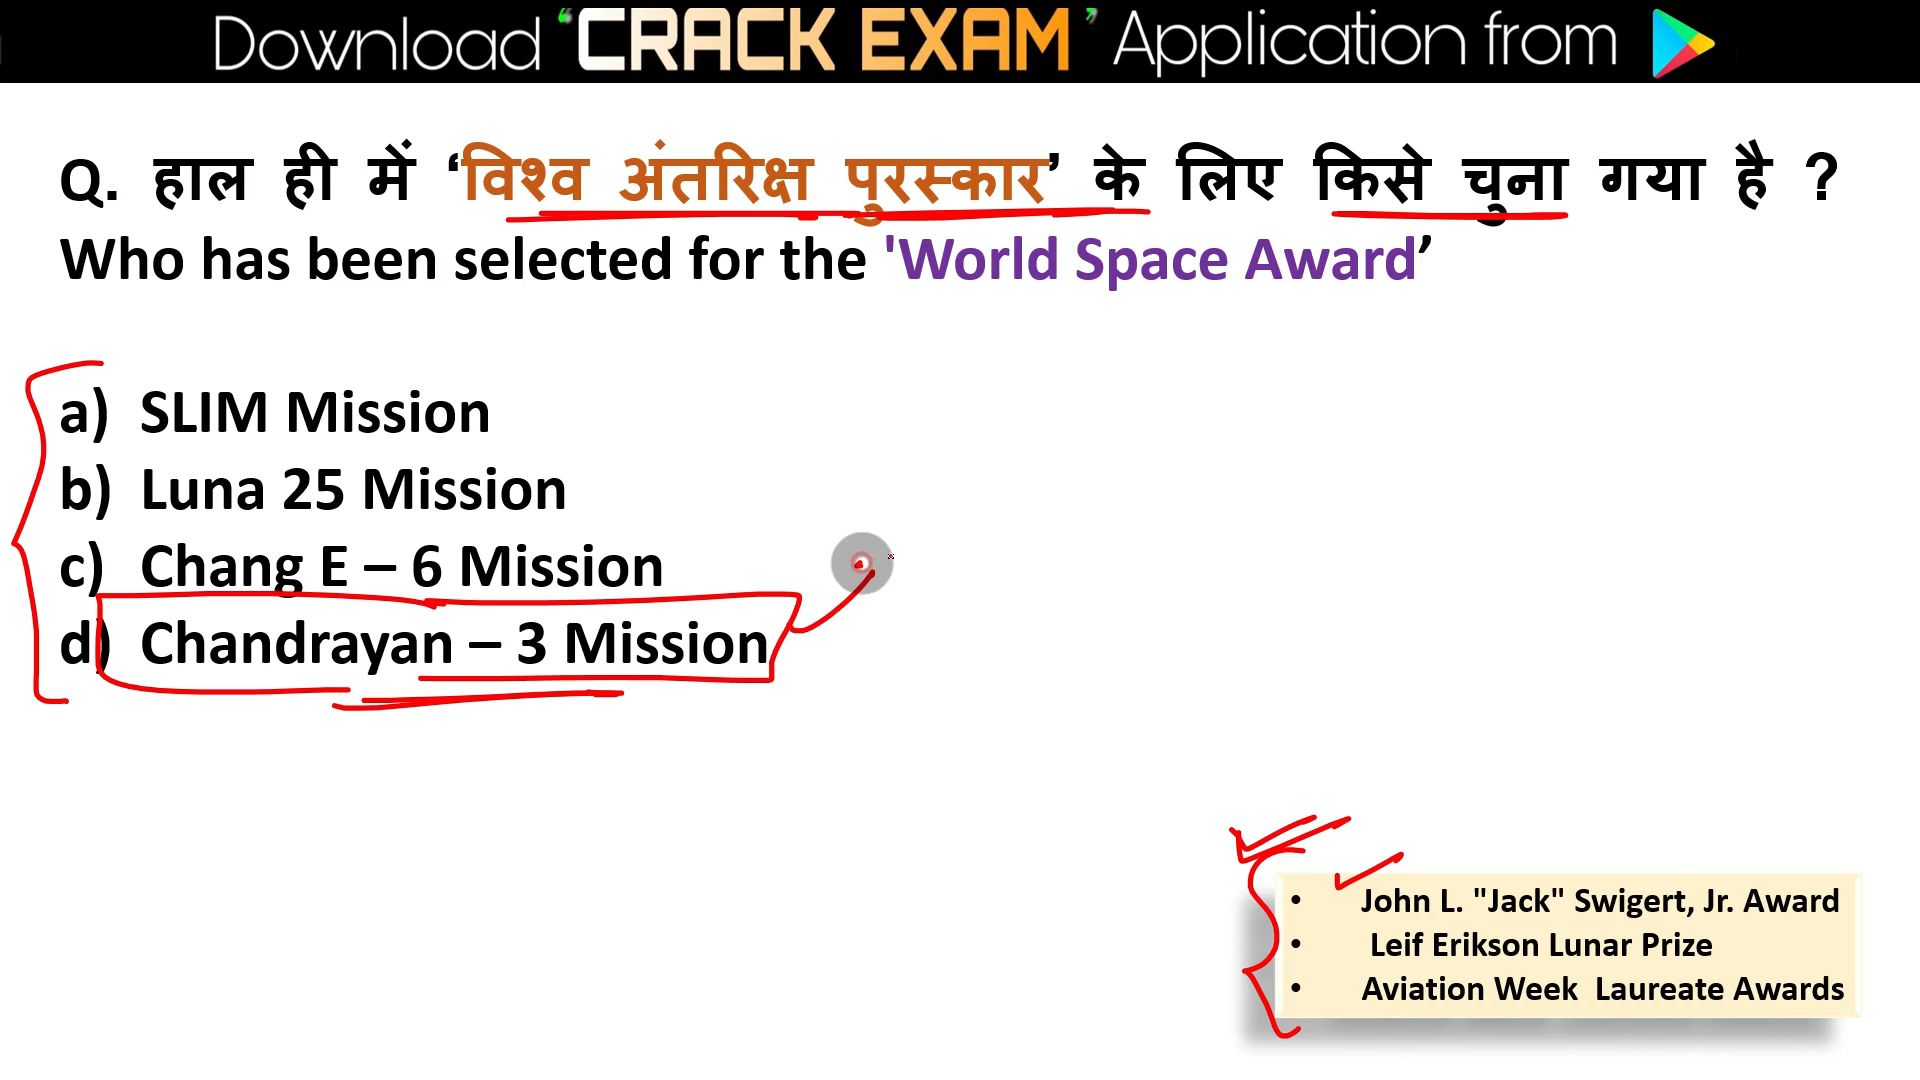 Download ‘CRACK EXAM’ Application from
Q. हाल ही में ‘विश्व अंतरिक्ष पुरस्कार’ के लिए किसे चुना गया है ?
Who has been selected for the 'World Space Award’
a) SLIM Mission
b) Luna 25 Mission
c) Chang E – 6 Mission
d) Chandrayan – 3 Mission
• John L. "Jack" Swigert, Jr. Award
• Leif Erikson Lunar Prize
• Aviation Week Laureate Awards